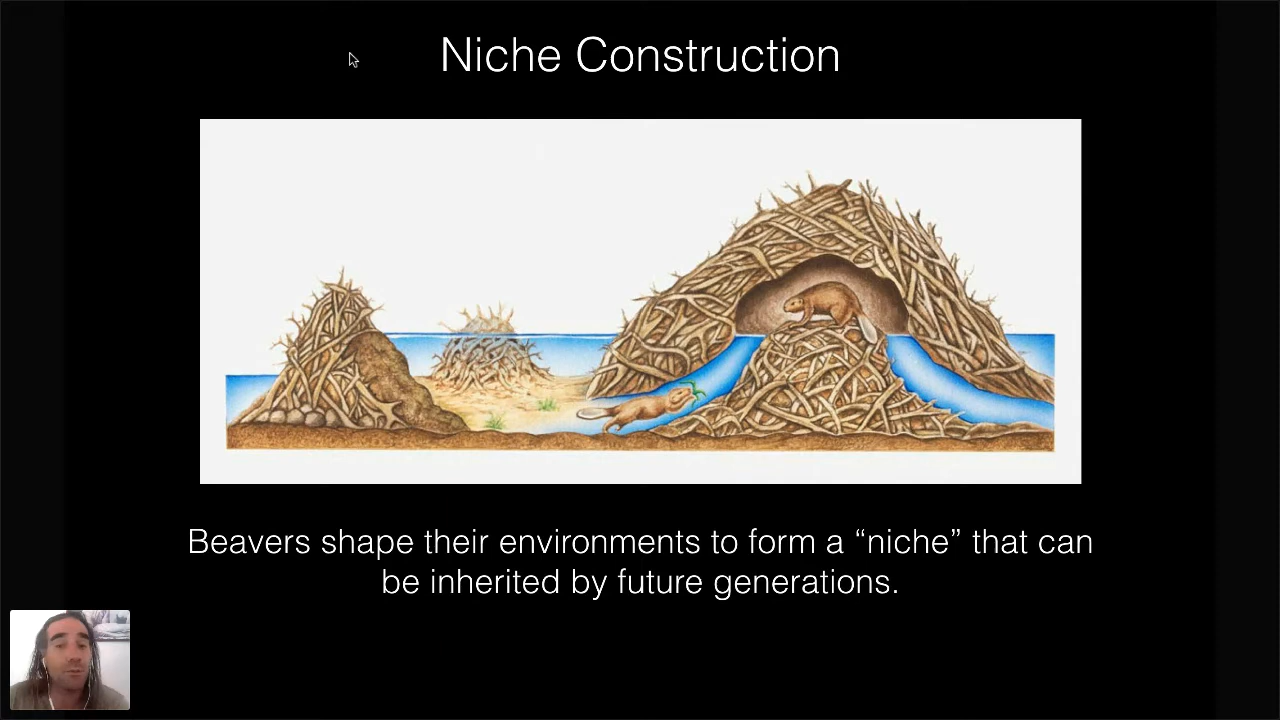 Niche Construction
Beavers shape their environments to form a “niche” that can
be inherited by future generations.